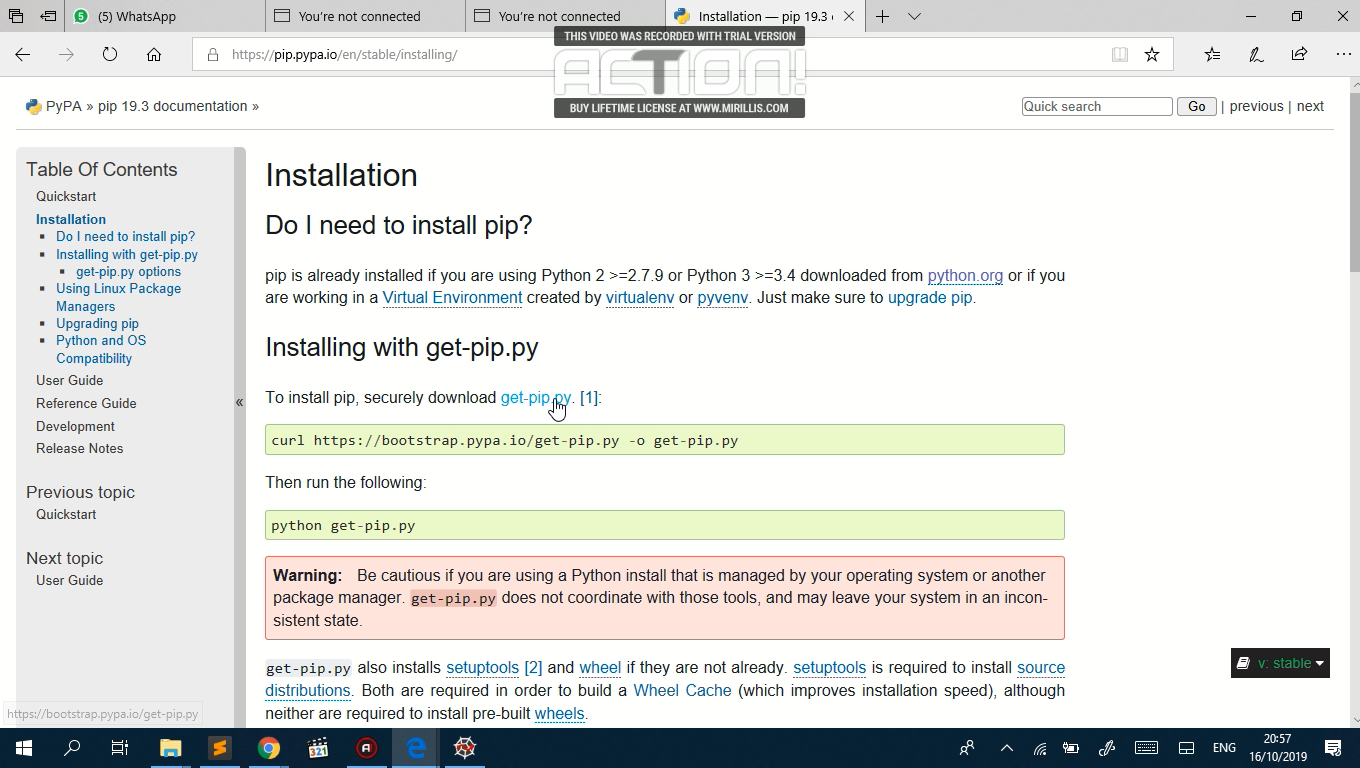 (5) WhatsApp
You're not connected
You're not connected
Installation — pip 19.3
THIS VIDEO WAS RECORDED WITH TRIAL VERSION
ACTION!
BUY LIFETIME LICENSE AT WWW.MIRILLIS.COM
https://pip.pypa.io/en/stable/installing/
PyPA » pip 19.3 documentation »
Quick search Go | previous | next
Table Of Contents
Quickstart
Installation
Do I need to install pip?
Installing with get-pip.py
get-pip.py options
Using Linux Package
Managers
Upgrading pip
Python and OS
Compatibility
User Guide
Reference Guide
Development
Release Notes
Previous topic
Quickstart
Next topic
User Guide
«
Installation
Do I need to install pip?
pip is already installed if you are using Python 2 >=2.7.9 or Python 3 >=3.4 downloaded from python.org or if you
are working in a Virtual Environment created by virtualenv or pyvenv. Just make sure to upgrade pip.
Installing with get-pip.py
To install pip, securely download get-pip.py. [1]:
curl https://bootstrap.pypa.io/get-pip.py -o get-pip.py
Then run the following:
python get-pip.py
Warning: Be cautious if you are using a Python install that is managed by your operating system or another
package manager. get-pip.py does not coordinate with those tools, and may leave your system in an incon-
sistent state.
get-pip.py also installs setuptools [2] and wheel if they are not already. setuptools is required to install source
distributions. Both are required in order to build a Wheel Cache (which improves installation speed), although
neither are required to install pre-built wheels.
v: stable
https://bootstrap.pypa.io/get-pip.py
321
ENG
20:57
16/10/2019